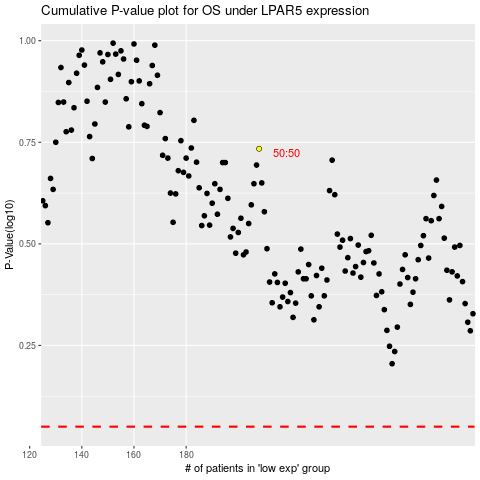 Cumulative P-value plot for OS under LPAR5 expression
P-Value(log10)
1.00
0.75
0.50
0.25
50:50
120 140 160 180
# of patients in 'low exp' group